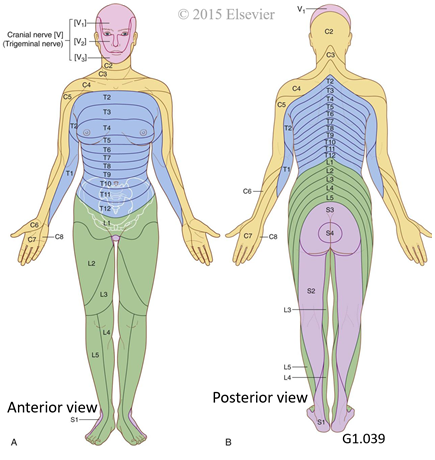 © 2015 Elsevier
Cranial nerve [V]
(Trigeminal nerve)
[V₁]
[V₂]
[V₃]
C2
C3
C4
C5
T2
T3
T2
T4
T5
T6
T7
T8
T9
T10
T11
T12
T1
L1
C6
C7
C8
L2
L3
L4
L5
S1
Anterior view
A
V₁
C2
C3
C4
C5
T2
T3
T4
T5
T6
T7
T8
T9
T10
T11
T12
L1
L2
L3
L4
L5
T2
T1
C6
C7
C8
S3
S4
S2
L3
L5
L4
S1
Posterior view
B
G1.039